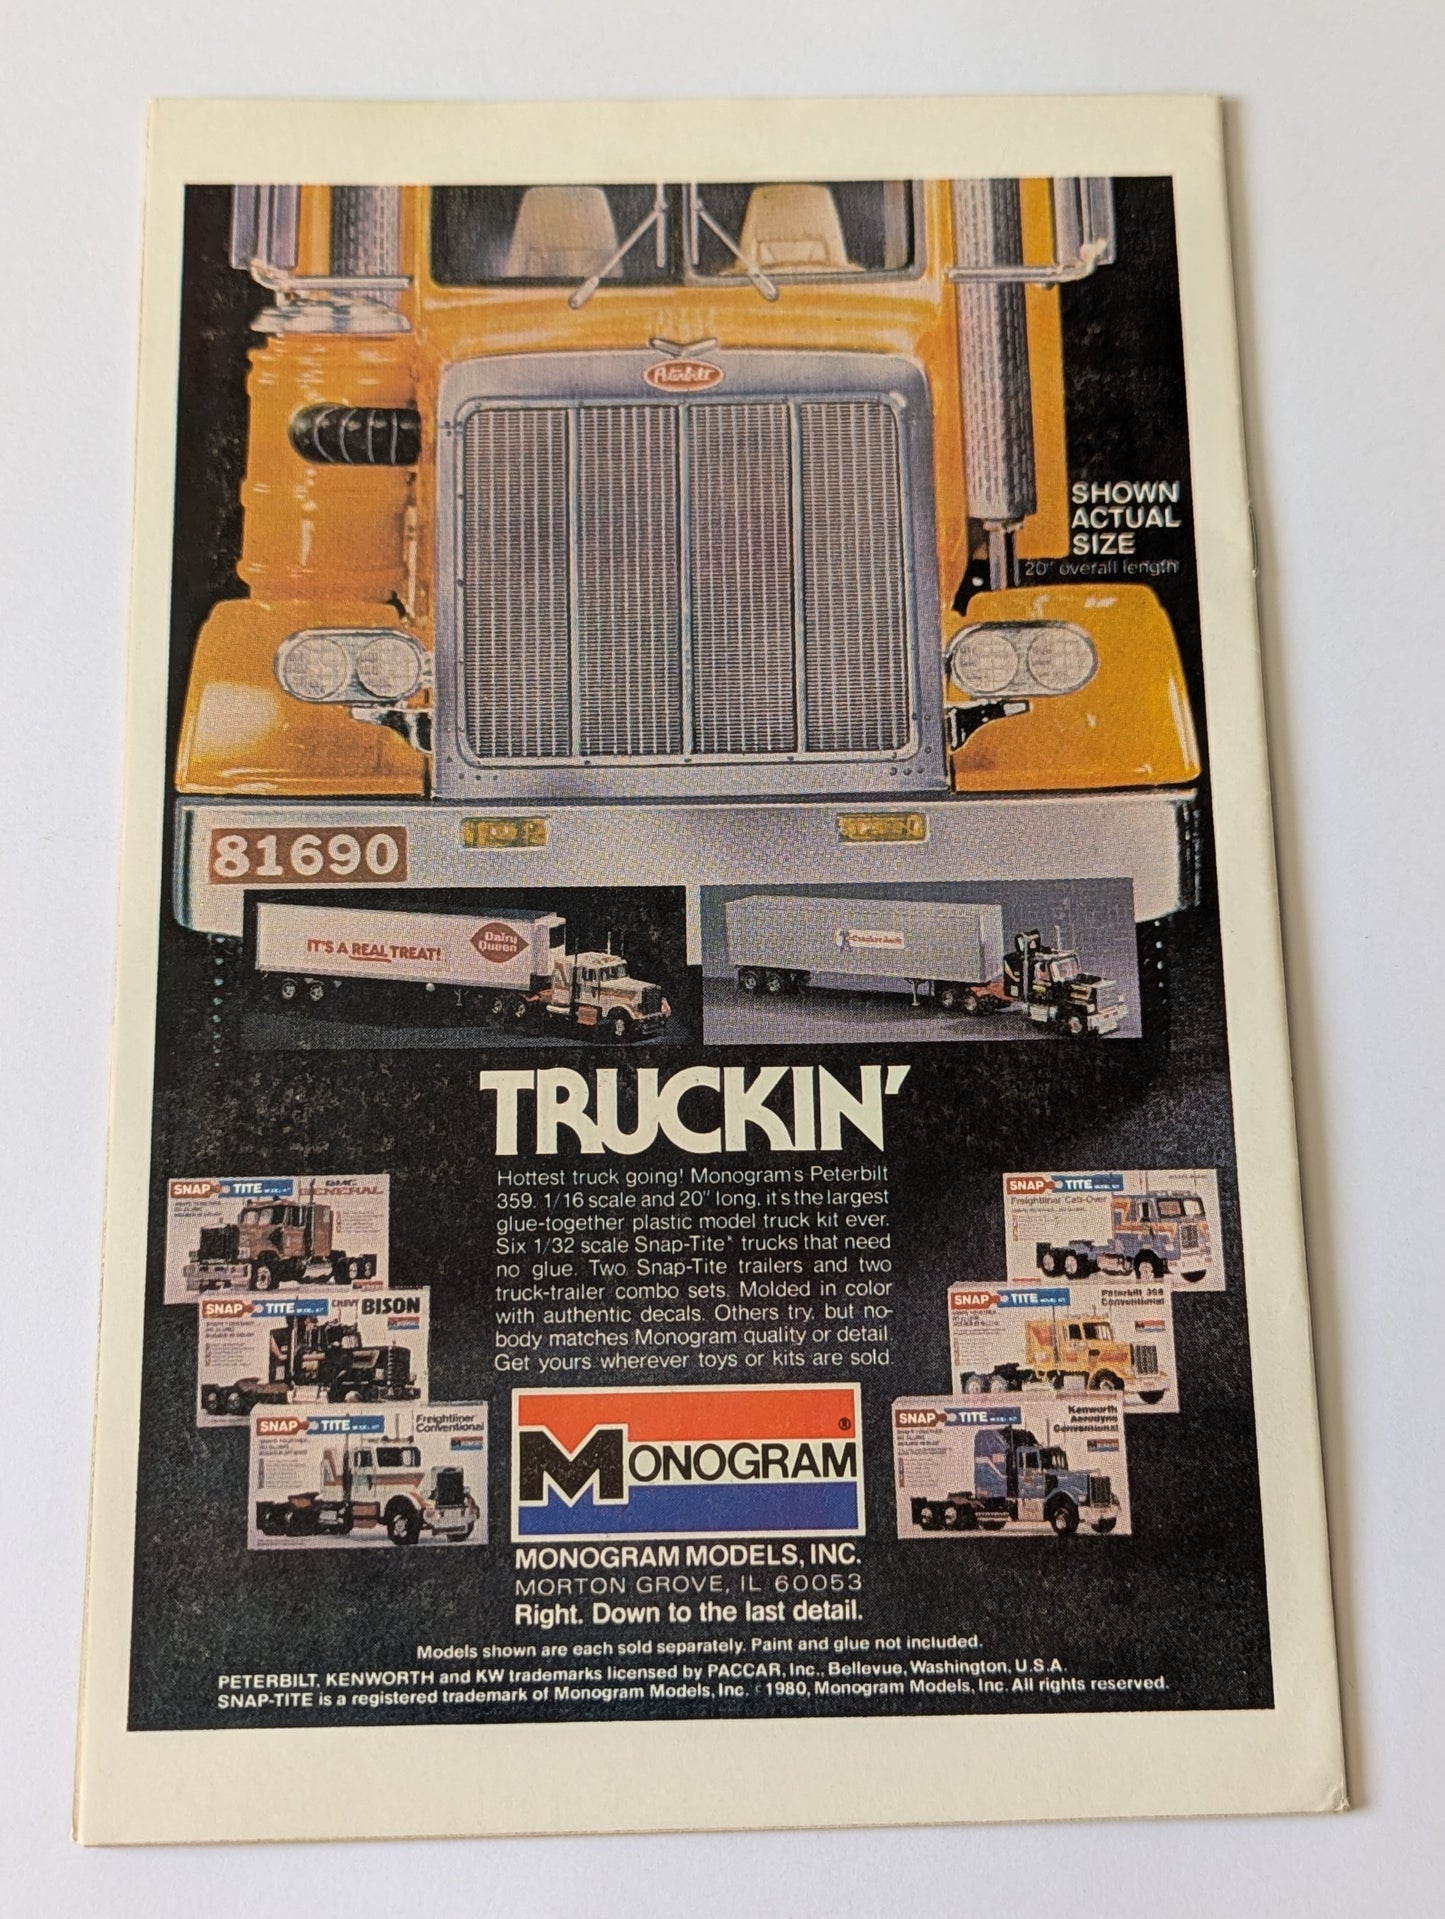 Peterbilt
SHOWN
ACTUAL
SIZE
20" overall length
81690
IT'S A REAL TREAT!
Dairy
Queen
Cracker Jack
TRUCKIN'
Hottest truck going! Monogram's Peterbilt
359. 1/16 scale and 20" long, it's the largest
glue-together plastic model truck kit ever.
Six 1/32 scale Snap-Tite* trucks that need
no glue. Two Snap-Tite trailers and two
truck-trailer combo sets. Molded in color
with authentic decals. Others try, but no-
body matches Monogram quality or detail.
Get yours wherever toys or kits are sold.
SNAP TITE
GMC
GENERAL
SNAP TITE
CHEVY BISON
SNAP TITE
Freightliner
Conventional
SNAP TITE
Freightliner Cab-Over
SNAP TITE
Peterbilt 359
Conventional
SNAP TITE
Kenworth
Aerodyne
Conventional
MONOGRAM ®
MONOGRAM MODELS, INC.
MORTON GROVE, IL 60053
Right. Down to the last detail.
Models shown are each sold separately. Paint and glue not included.
PETERBILT, KENWORTH and KW trademarks licensed by PACCAR, Inc., Bellevue, Washington, U.S.A.
SNAP-TITE is a registered trademark of Monogram Models, Inc. © 1980, Monogram Models, Inc. All rights reserved.